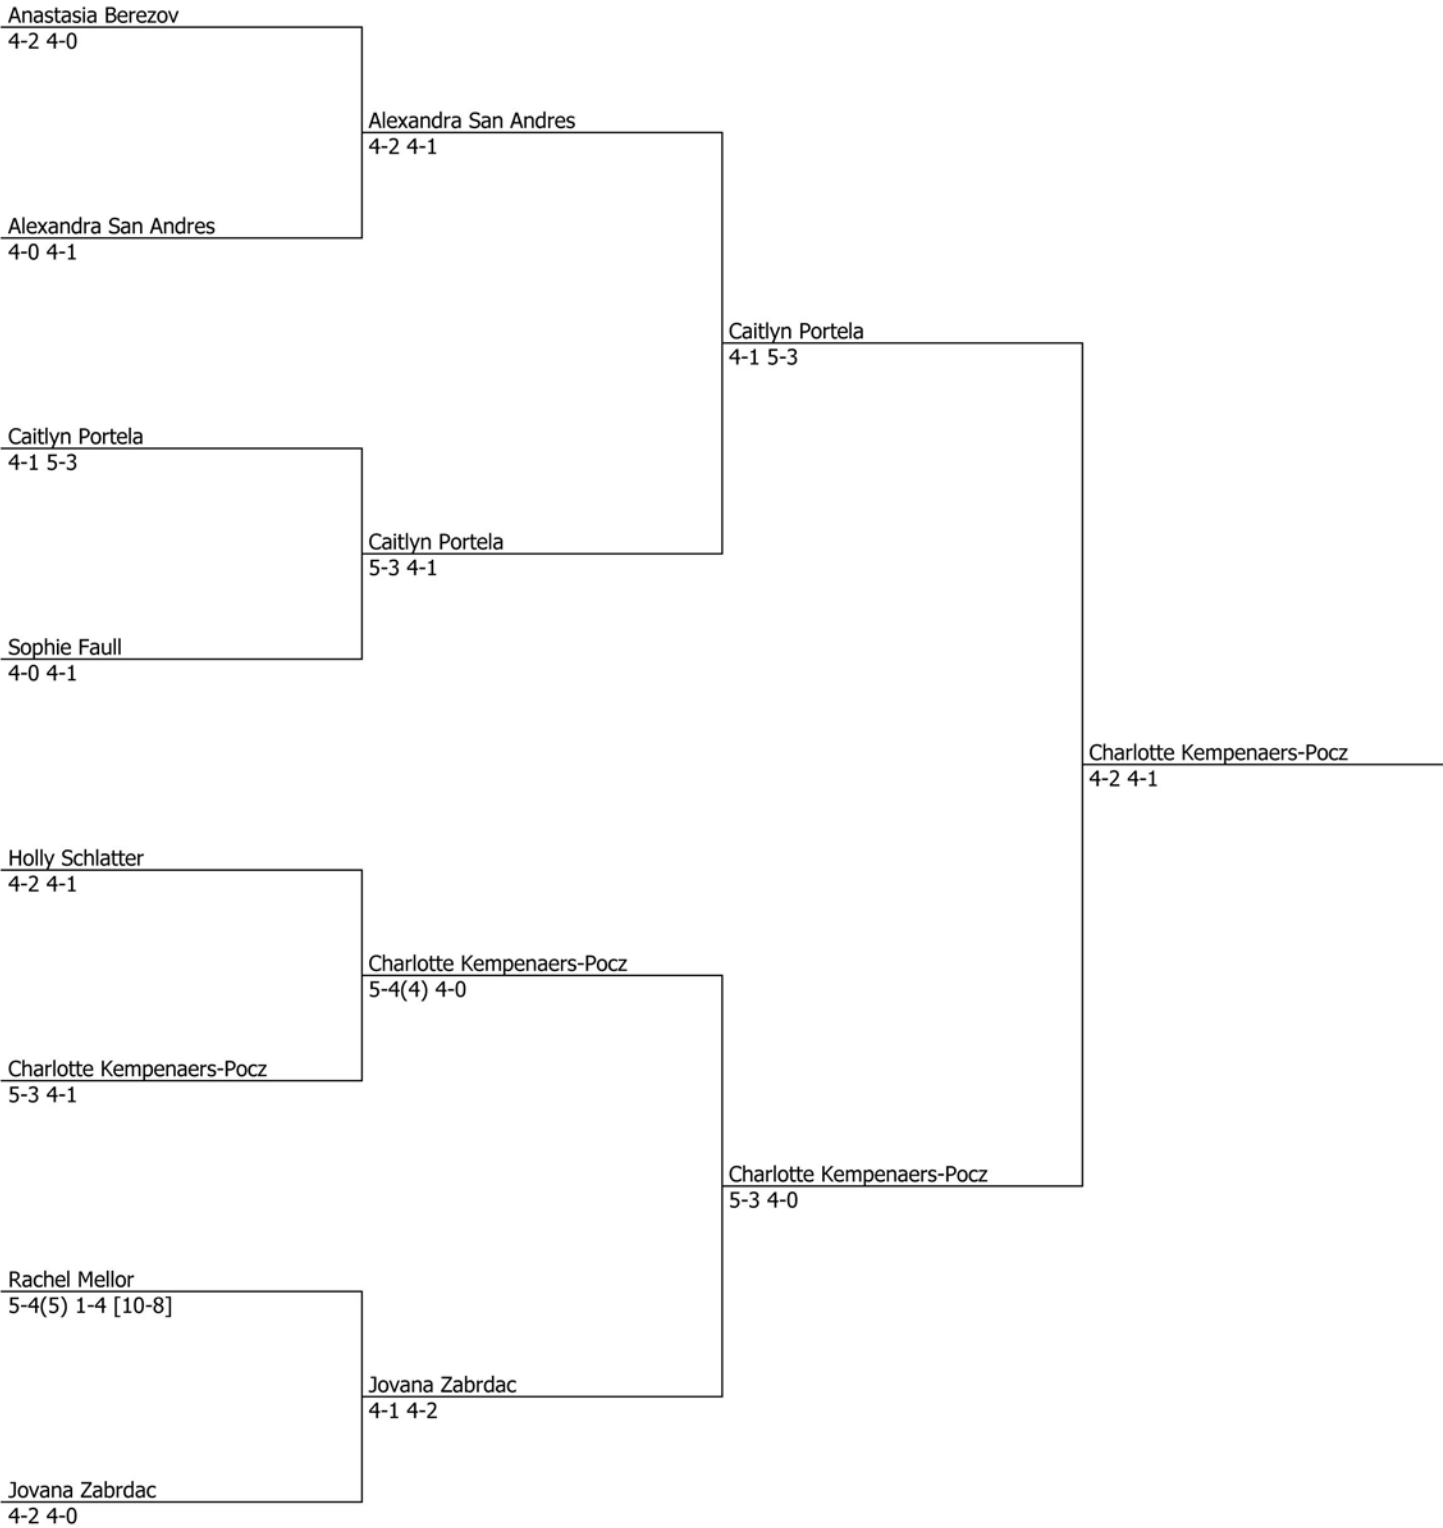 Anastasia Berezov
4-2 4-0
Alexandra San Andres
4-2 4-1
Alexandra San Andres
4-0 4-1
Caitlyn Portela
4-1 5-3
Caitlyn Portela
4-1 5-3
Caitlyn Portela
5-3 4-1
Sophie Faull
4-0 4-1
Charlotte Kempenaers-Pocz
4-2 4-1
Holly Schlatter
4-2 4-1
Charlotte Kempenaers-Pocz
5-4(4) 4-0
Charlotte Kempenaers-Pocz
5-3 4-1
Charlotte Kempenaers-Pocz
5-3 4-0
Rachel Mellor
5-4(5) 1-4 [10-8]
Jovana Zabrdac
4-1 4-2
Jovana Zabrdac
4-2 4-0